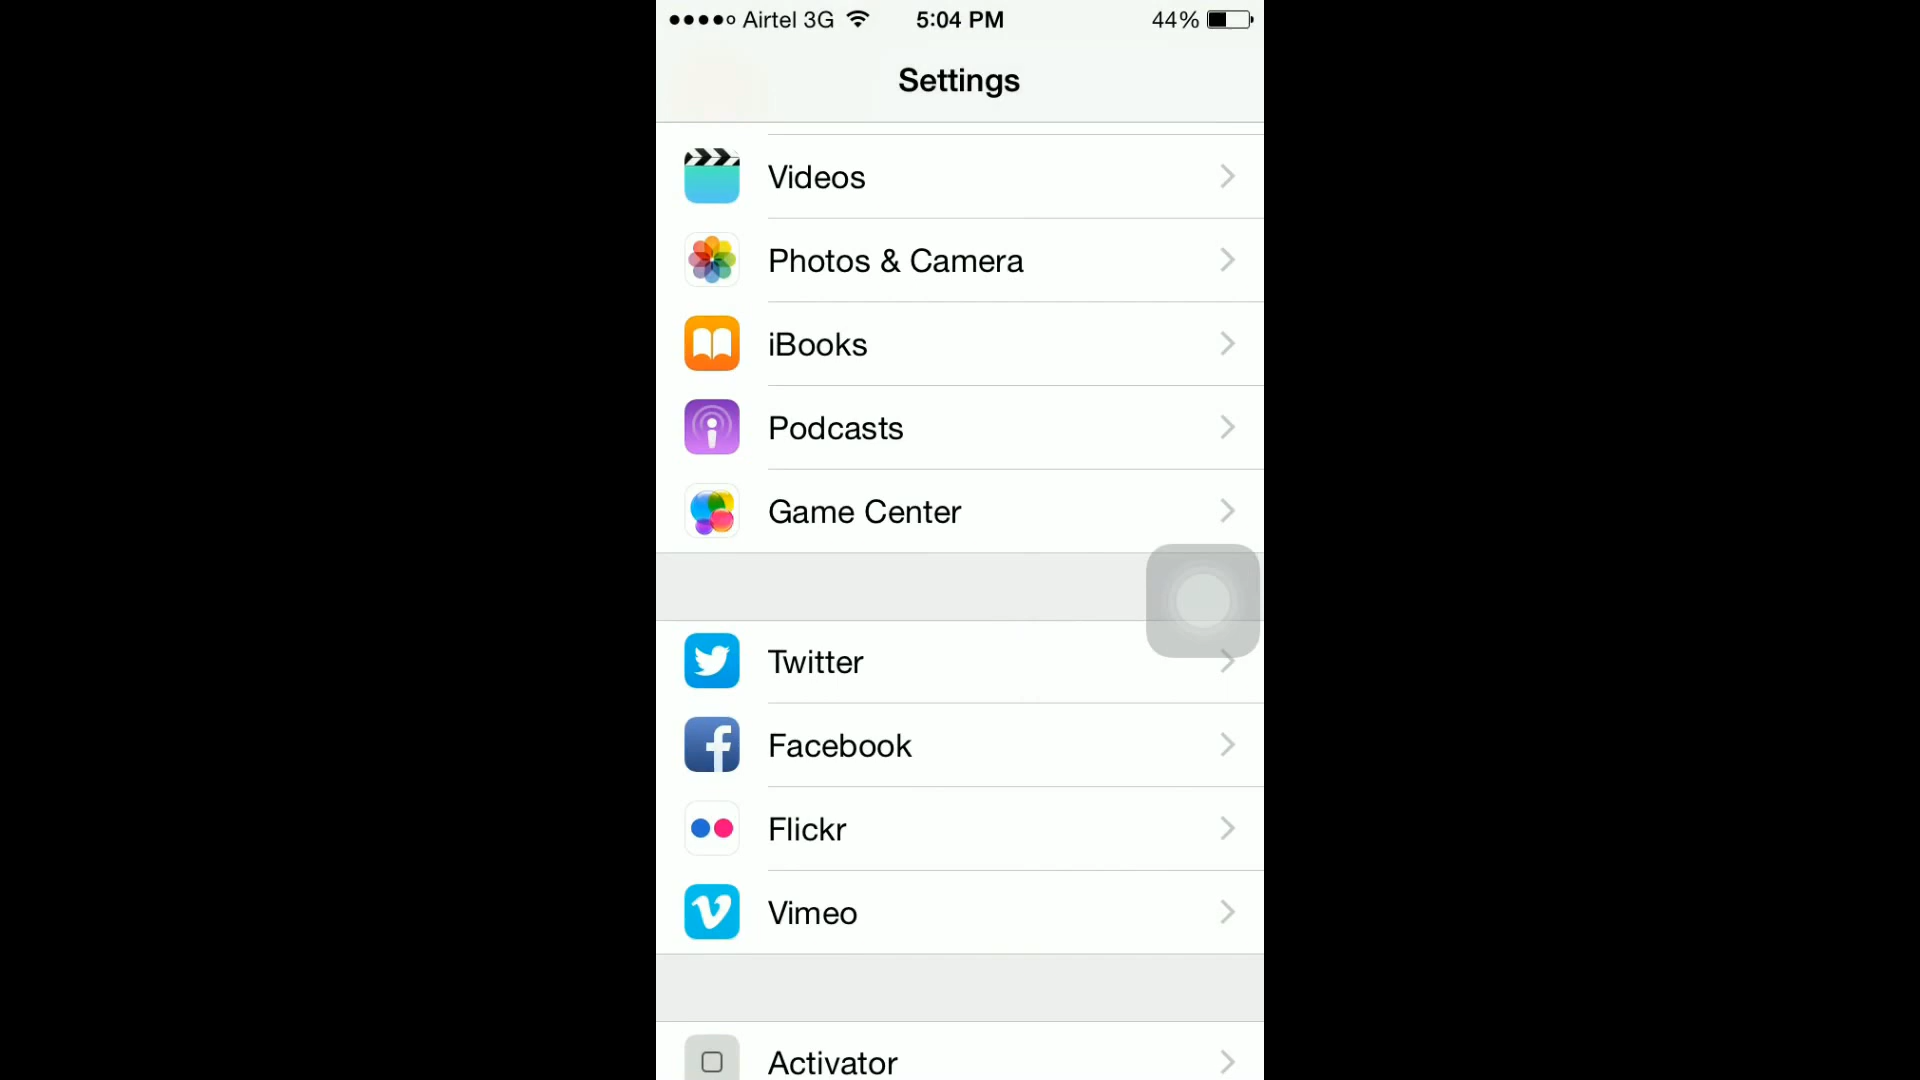 Airtel 3G 5:04 PM 44%
Settings
Videos
Photos & Camera
iBooks
Podcasts
Game Center
Twitter
Facebook
Flickr
Vimeo
Activator